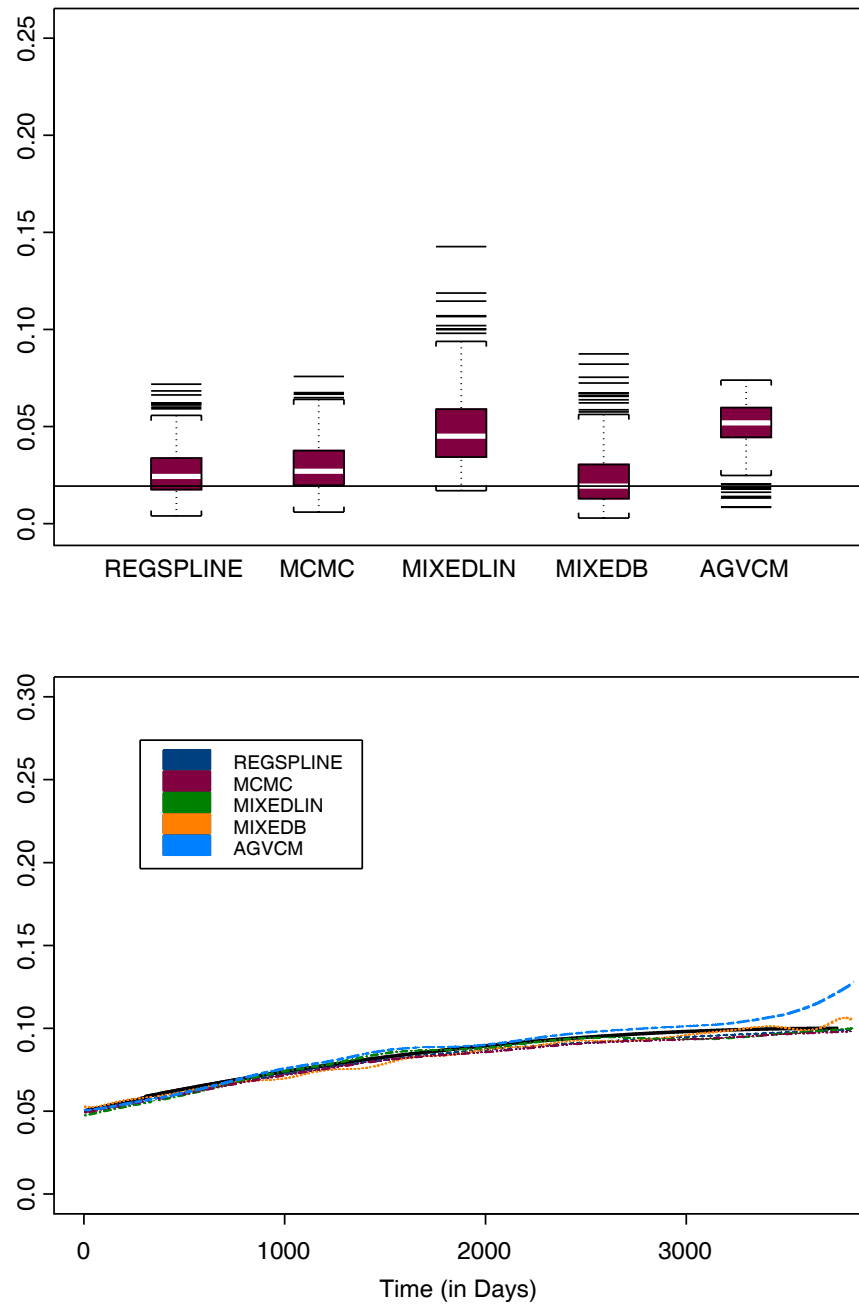 0.25
0.20
0.15
0.10
0.05
0.0
REGSPLINE MCMC MIXEDLIN MIXEDB AGVCM
0.30
0.25
0.20
0.15
0.10
0.05
0.0
REGSPLINE
MCMC
MIXEDLIN
MIXEDB
AGVCM
0 1000 2000 3000
Time (in Days)